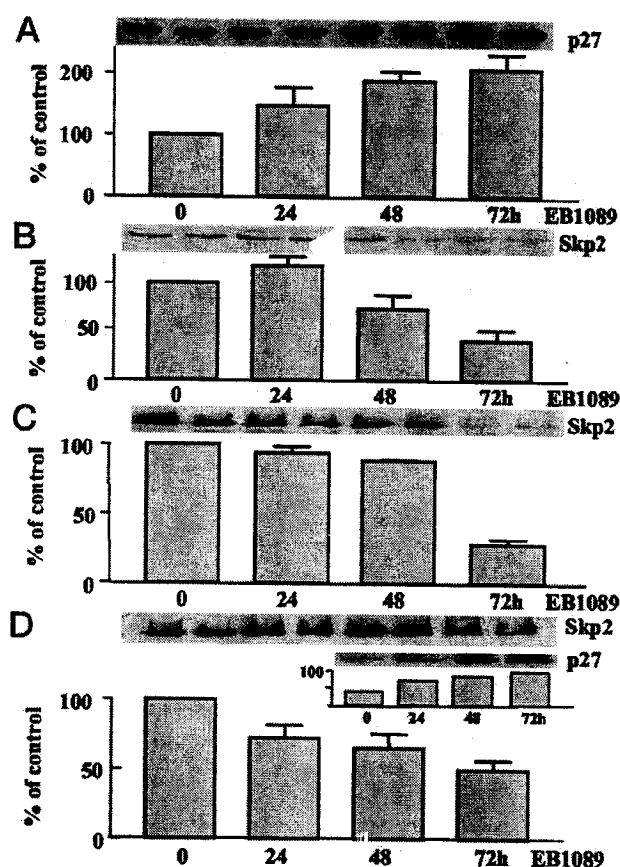 A
p27
200
100
0
% of control
0 24 48 72h EB1089
B
Skp2
100
50
0
% of control
0 24 48 72h EB1089
C
Skp2
100
50
0
% of control
0 24 48 72h EB1089
D
Skp2
p27
100
0 24 48 72h
100
50
0
% of control
0 24 48 72h EB1089